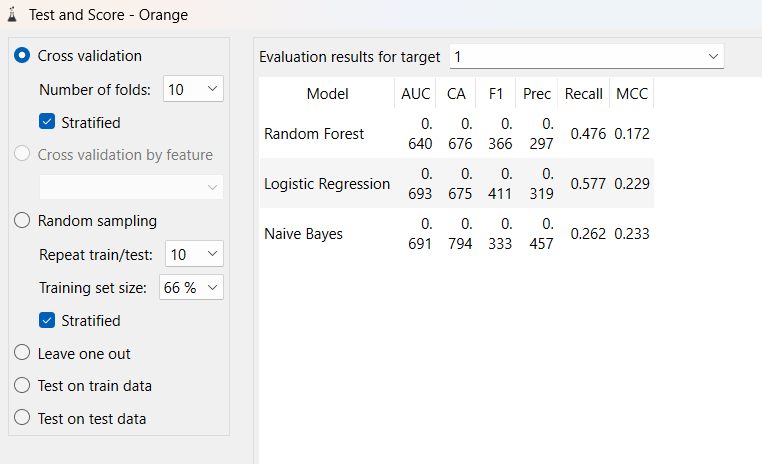 Test and Score - Orange
Cross validation
Number of folds: 10
Stratified
Cross validation by feature
Random sampling
Repeat train/test: 10
Training set size: 66 %
Stratified
Leave one out
Test on train data
Test on test data
Evaluation results for target 1
Model AUC CA F1 Prec Recall MCC
Random Forest 0.640 0.676 0.366 0.297 0.476 0.172
Logistic Regression 0.693 0.675 0.411 0.319 0.577 0.229
Naive Bayes 0.691 0.794 0.333 0.457 0.262 0.233